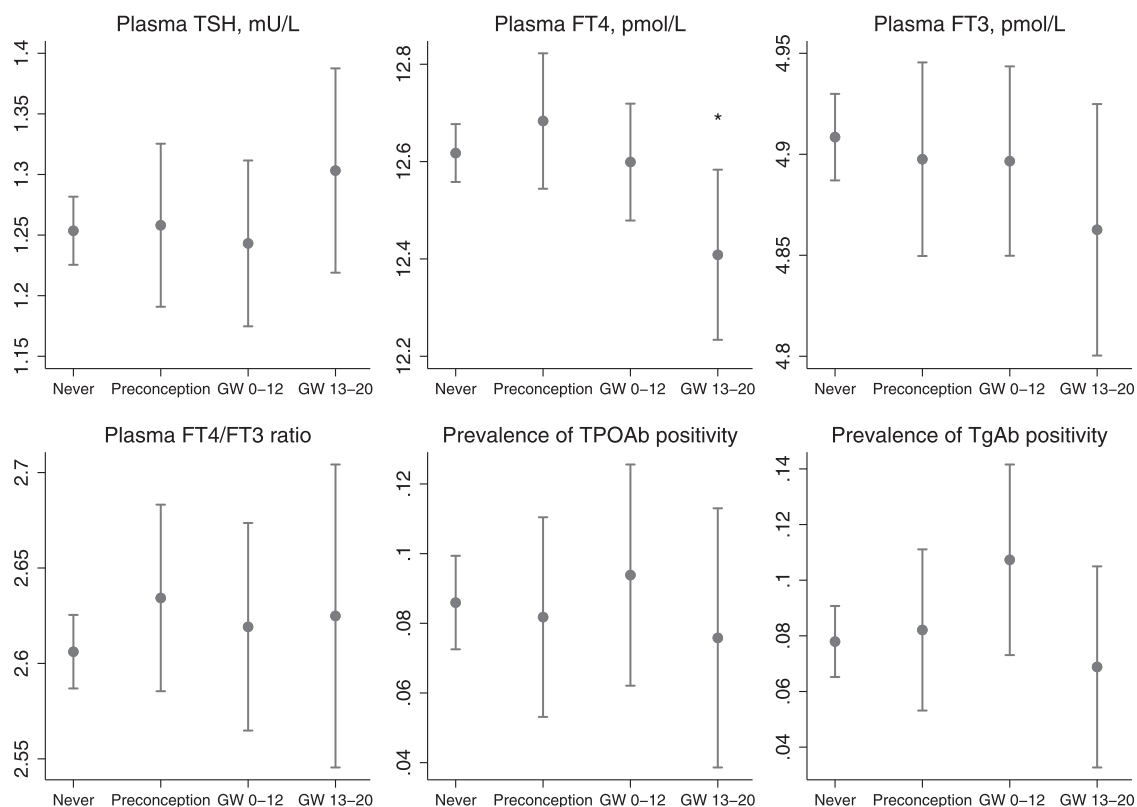 Plasma TSH, mU/L
1.4
1.35
1.3
1.25
1.2
1.15
Never Preconception GW 0–12 GW 13–20
Plasma FT4, pmol/L
12.8
12.6
12.4
12.2
*
Never Preconception GW 0–12 GW 13–20
Plasma FT3, pmol/L
4.95
4.9
4.85
4.8
Never Preconception GW 0–12 GW 13–20
Plasma FT4/FT3 ratio
2.7
2.65
2.6
2.55
Never Preconception GW 0–12 GW 13–20
Prevalence of TPOAb positivity
.12
.1
.08
.06
.04
Never Preconception GW 0–12 GW 13–20
Prevalence of TgAb positivity
.14
.12
.1
.08
.06
.04
Never Preconception GW 0–12 GW 13–20